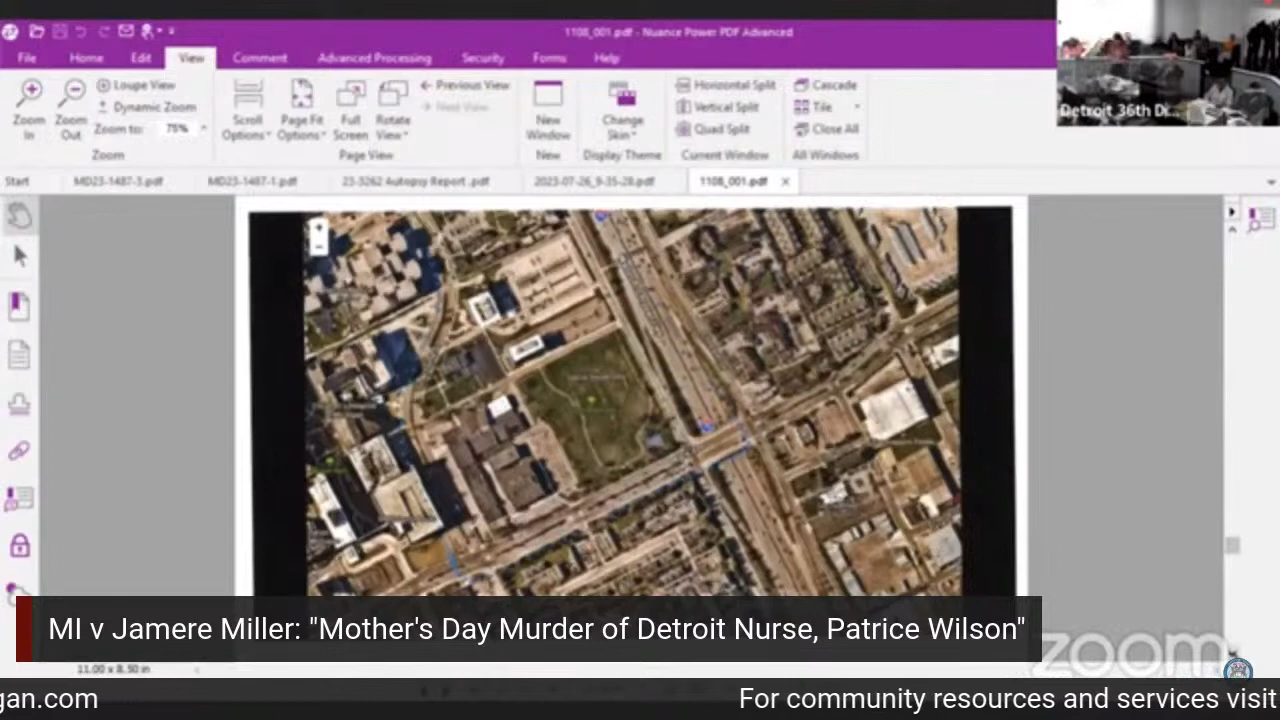 1108_001.pdf - Nuance Power PDF Advanced
File Home Edit View Comment Advanced Processing Security Forms Help
Loupe View
Dynamic Zoom
Zoom to: 75%
Zoom In
Zoom Out
Zoom
Scroll Options
Page Fit Options
Full Screen
Rotate View
Previous View
Next View
Page View
New Window
New
Change Skin
Display Theme
Horizontal Split
Vertical Split
Quad Split
Current Window
Cascade
Tile
Close All
All Windows
Detroit 36th Di...
Start MD23-1487-3.pdf MD23-1487-1.pdf 23-5262 Autopsy Report .pdf 2023-07-26_9-35-28.pdf 1108_001.pdf
MI v Jamere Miller: "Mother's Day Murder of Detroit Nurse, Patrice Wilson"
zoom
11.00 x 8.50 in
gan.com For community resources and services visit